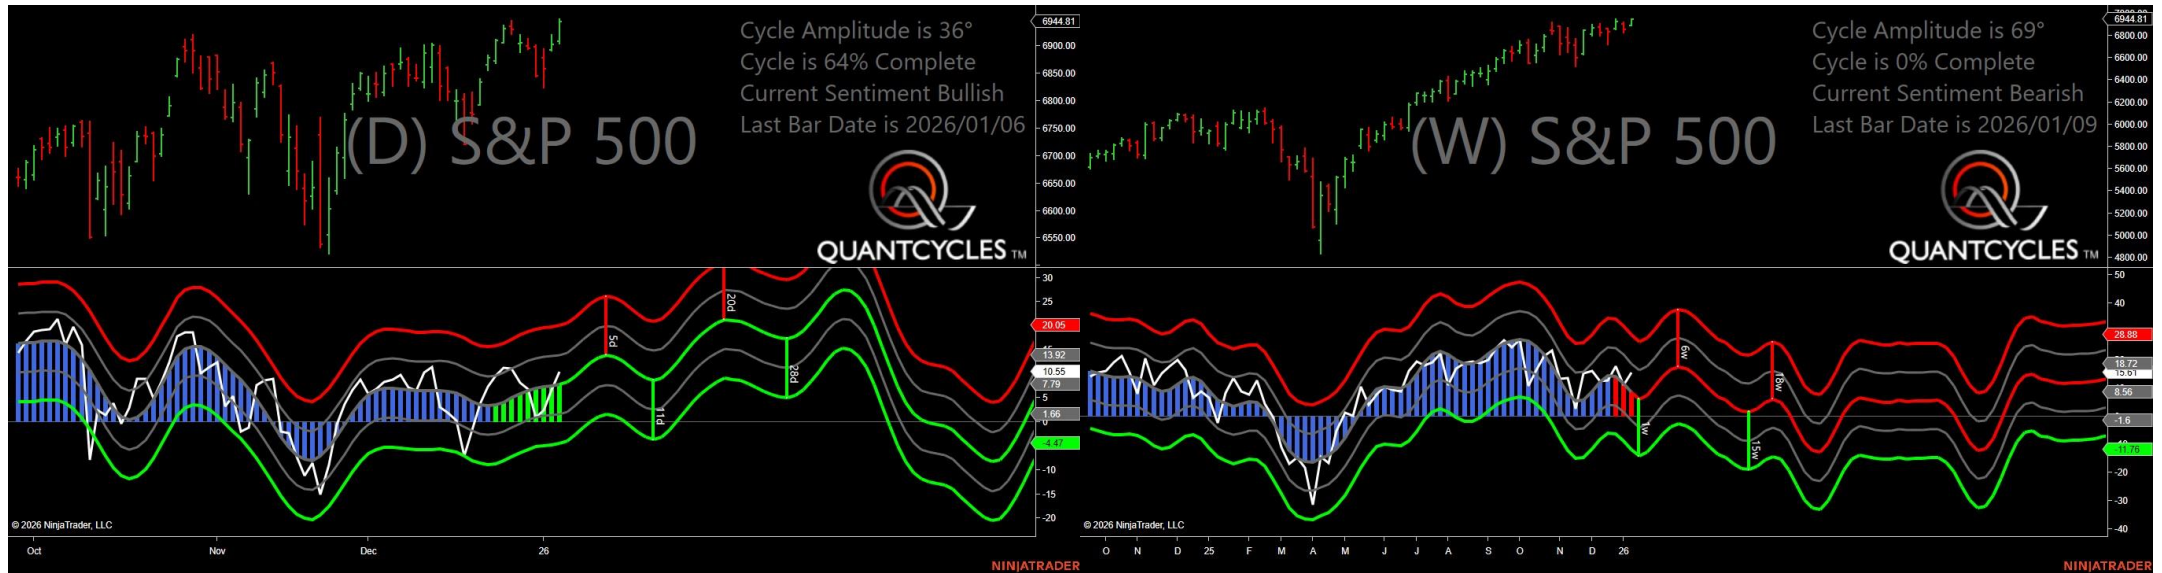 Cycle Amplitude is 36°
Cycle is 64% Complete
Current Sentiment Bullish
Last Bar Date is 2026/01/06
(D) S&P 500
QUANTCYCLES TM
6944.81
6900.00
6850.00
6800.00
6750.00
6700.00
6650.00
6600.00
6550.00
30
25
20.05
13.92
10.55
7.79
5
1.66
0
-4.47
-10
-15
-20
5d
11d
20d
28d
© 2026 NinjaTrader, LLC
Oct Nov Dec 26
NINJATRADER
Cycle Amplitude is 69°
Cycle is 0% Complete
Current Sentiment Bearish
Last Bar Date is 2026/01/09
(W) S&P 500
QUANTCYCLES TM
6944.81
6800.00
6600.00
6400.00
6200.00
6000.00
5800.00
5600.00
5400.00
5200.00
5000.00
4800.00
50
40
28.88
18.72
15.61
8.56
-1.6
-11.76
-20
-30
-40
1w
6w
15w
18w
© 2026 NinjaTrader, LLC
O N D 25 F M A M J J A S O N D 26
NINJATRADER